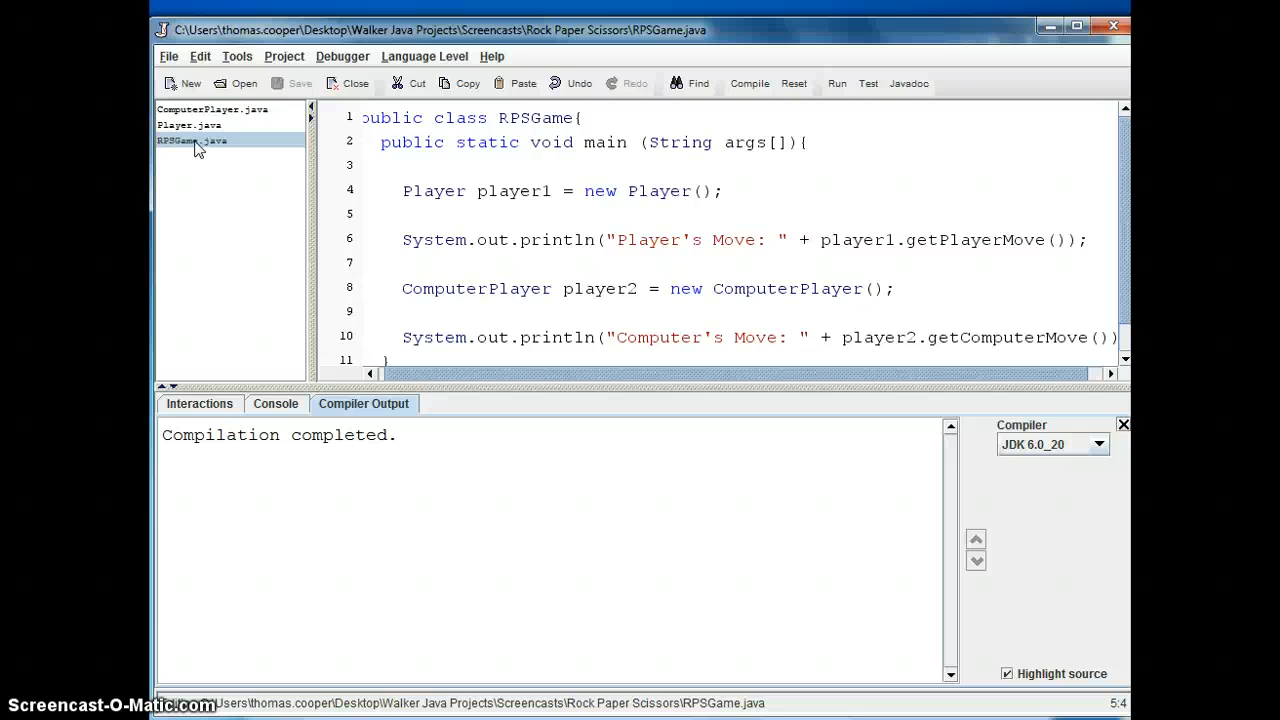 C:\Users\thomas.cooper\Desktop\Walker Java Projects\Screencasts\Rock Paper Scissors\RPSGame.java
File Edit Tools Project Debugger Language Level Help
New Open Save Close Cut Copy Paste Undo Redo Find Compile Reset Run Test Javadoc
ComputerPlayer.java
Player.java
RPSGame.java
1 public class RPSGame{
2 public static void main (String args[]){
3
4 Player player1 = new Player();
5
6 System.out.println("Player's Move: " + player1.getPlayerMove());
7
8 ComputerPlayer player2 = new ComputerPlayer();
9
10 System.out.println("Computer's Move: " + player2.getComputerMove())
11 }
Interactions Console Compiler Output
Compilation completed.
Compiler
JDK 6.0_20
Highlight source
Users\thomas.cooper\Desktop\Walker Java Projects\Screencasts\Rock Paper Scissors\RPSGame.java 5:4
Screencast-O-Matic.com